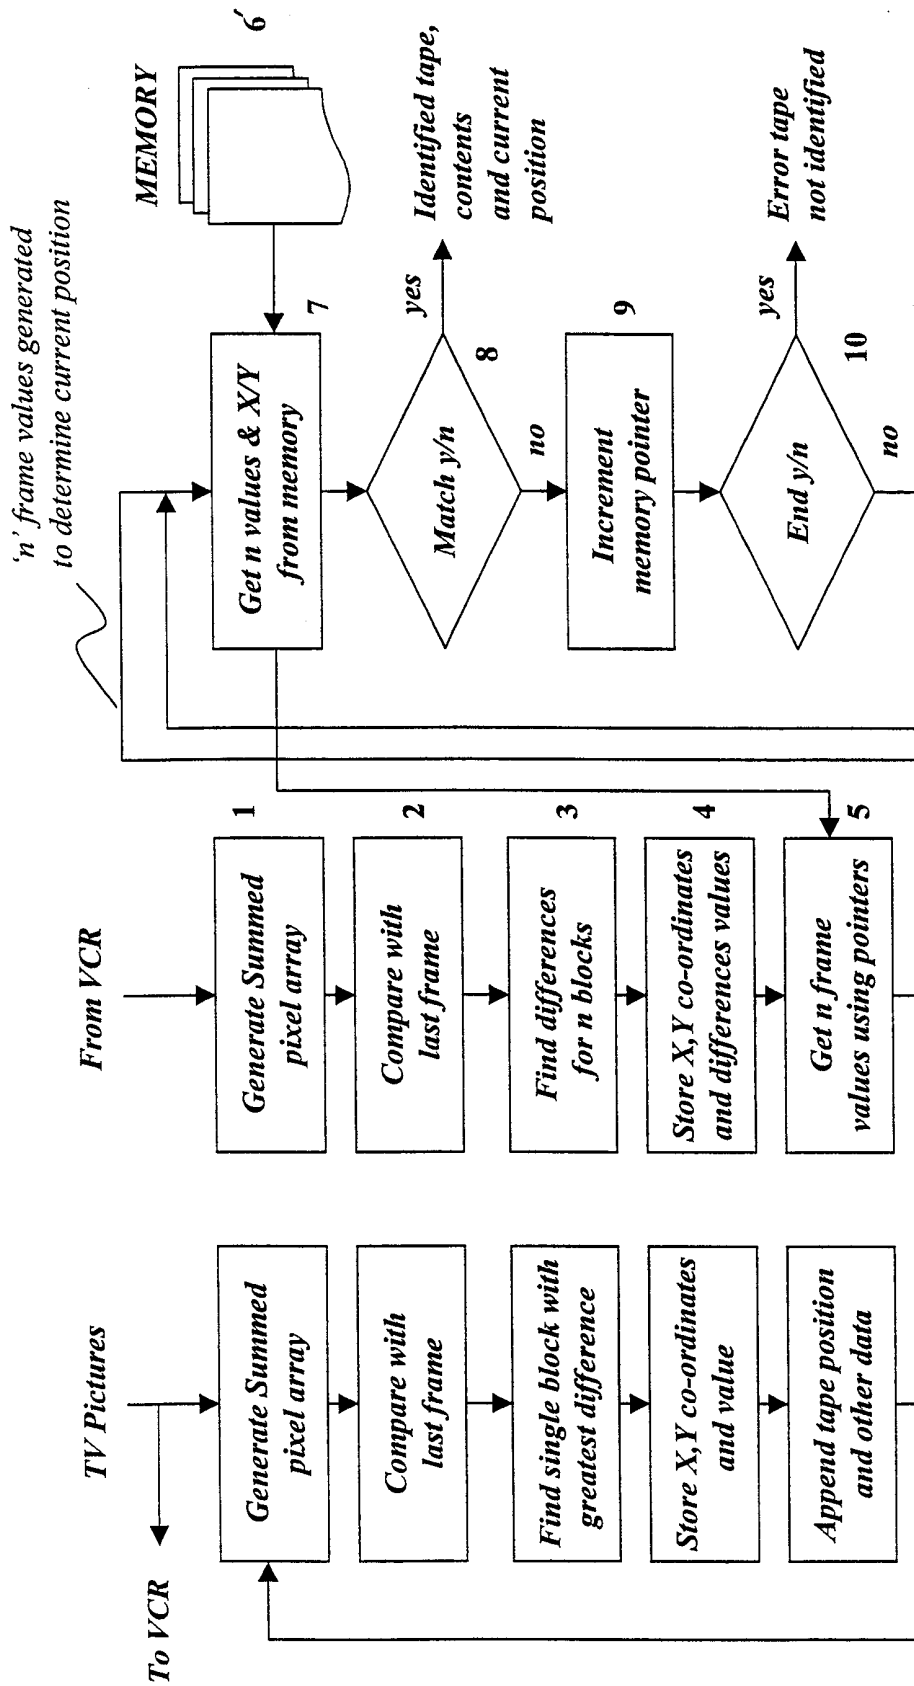 TV Pictures
To VCR
Generate Summed
pixel array
Compare with
last frame
Find single block with
greatest difference
Store X,Y co-ordinates
and value
Append tape position
and other data
From VCR
Generate Summed
pixel array
1
Compare with
last frame
2
Find differences
for n blocks
3
Store X,Y co-ordinates
and differences values
4
Get n frame
values using pointers
5
'n' frame values generated
to determine current position
MEMORY
6'
Get n values & X/Y
from memory
7
Match y/n
8
yes
Identified tape,
contents
and current
position
no
Increment
memory pointer
9
End y/n
10
yes
Error tape
not identified
no